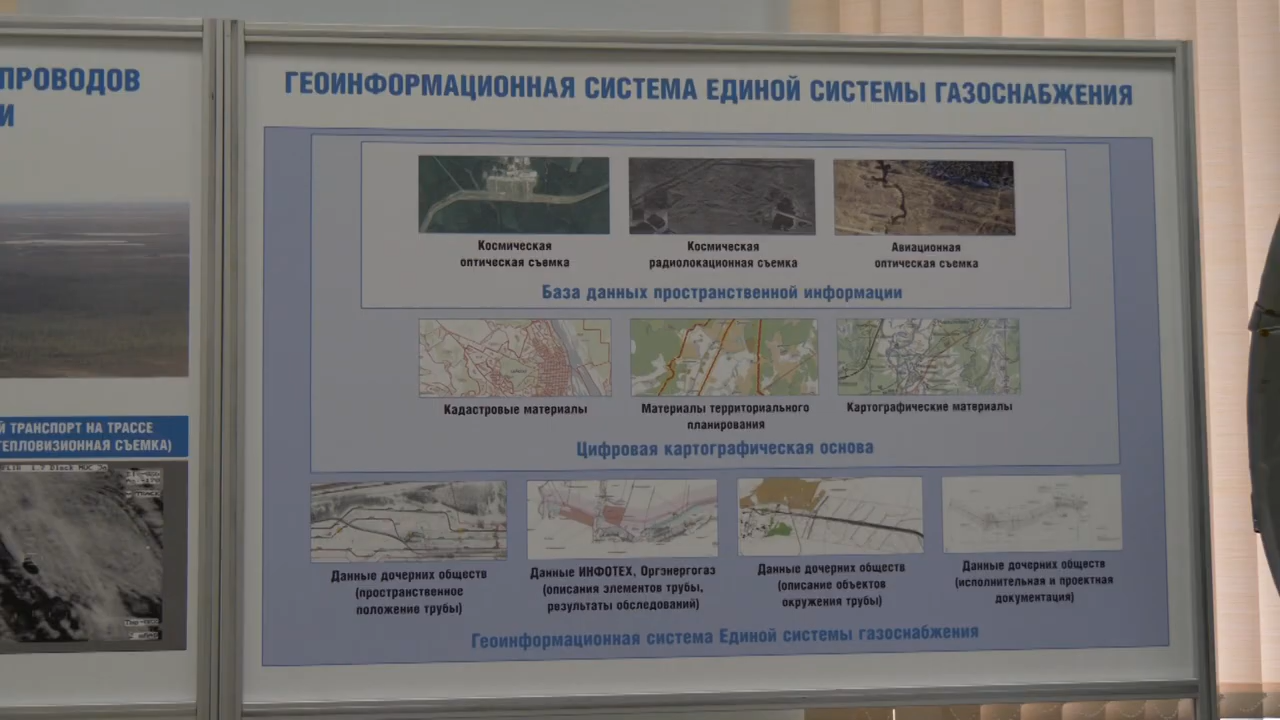 ПРОВОДОВ
И
Й ТРАНСПОРТ НА ТРАССЕ
ТЕПЛОВИЗИОННАЯ СЪЕМКА)
ГЕОИНФОРМАЦИОННАЯ СИСТЕМА ЕДИНОЙ СИСТЕМЫ ГАЗОСНАБЖЕНИЯ
Космическая
оптическая съемка
Космическая
радиолокационная съемка
Авиационная
оптическая съемка
База данных пространственной информации
Кадастровые материалы
Материалы территориального
планирования
Картографические материалы
Цифровая картографическая основа
Данные дочерних обществ
(пространственное
положение трубы)
Данные ИНФОТЕХ, Оргэнергогаз
(описания элементов трубы,
результаты обследований)
Данные дочерних обществ
(описание объектов
окружения трубы)
Данные дочерних обществ
(исполнительная и проектная
документация)
Геоинформационная система Единой системы газоснабжения